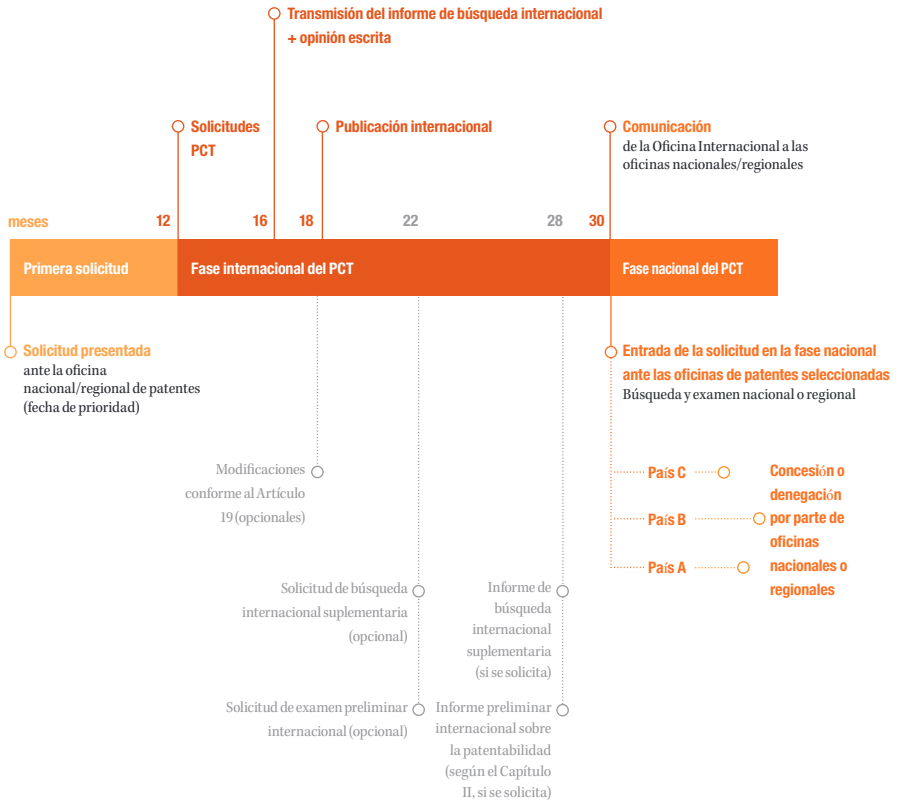 Transmisión del informe de búsqueda internacional
+ opinión escrita
Solicitudes
PCT
Publicación internacional
Comunicación
de la Oficina Internacional a las
oficinas nacionales/regionales
meses
12
16
18
22
28
30
Primera solicitud
Fase internacional del PCT
Fase nacional del PCT
Solicitud presentada
ante la oficina
nacional/regional de patentes
(fecha de prioridad)
Entrada de la solicitud en la fase nacional
ante las oficinas de patentes seleccionadas
Búsqueda y examen nacional o regional
Modificaciones
conforme al Artículo
19 (opcionales)
País C
País B
País A
Concesión o
denegación
por parte de
oficinas
nacionales o
regionales
Solicitud de búsqueda
internacional suplementaria
(opcional)
Informe de
búsqueda
internacional
suplementaria
(si se solicita)
Solicitud de examen preliminar
internacional (opcional)
Informe preliminar
internacional sobre
la patentabilidad
(según el Capítulo
II, si se solicita)